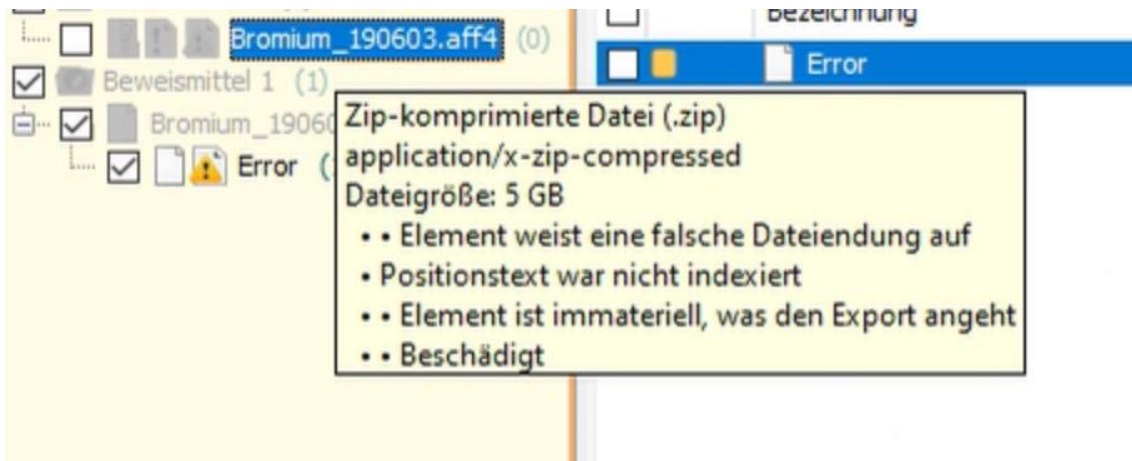 Bezeichnung
Bromium_190603.aff4 (0)
Error
Beweismittel 1 (1)
Bromium_1906
Error (
Zip-komprimierte Datei (.zip)
application/x-zip-compressed
Dateigröße: 5 GB
• • Element weist eine falsche Dateiendung auf
• Positionstext war nicht indexiert
• • Element ist immateriell, was den Export angeht
• • Beschädigt